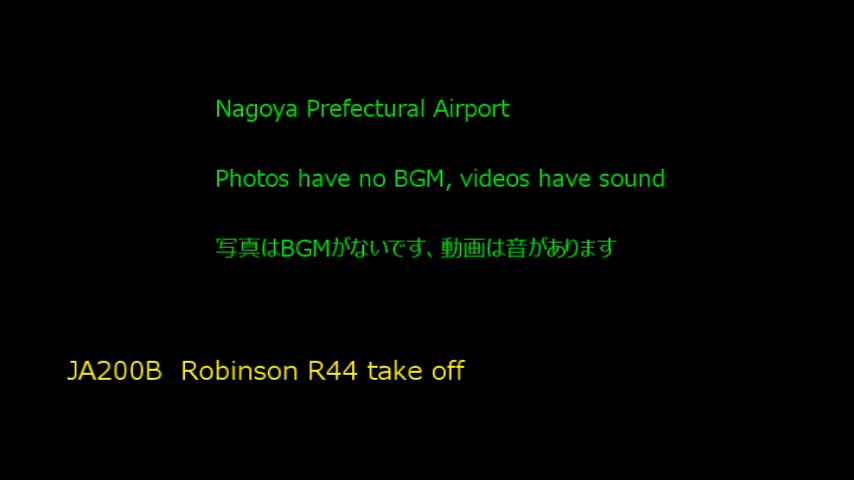 Nagoya Prefectural Airport
Photos have no BGM, videos have sound
写真はBGMがないです、動画は音があります
JA200B  Robinson R44 take off